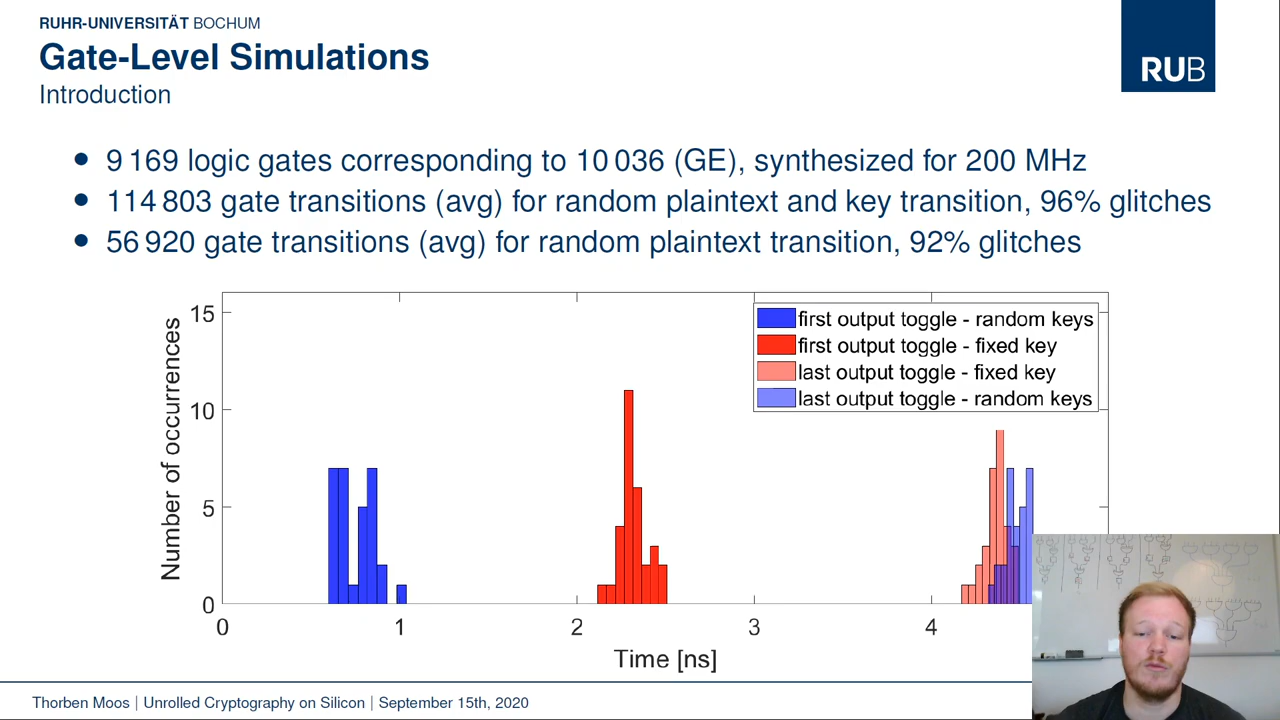 RUHR-UNIVERSITÄT BOCHUM
Gate-Level Simulations
Introduction
RUB
● 9 169 logic gates corresponding to 10 036 (GE), synthesized for 200 MHz
● 114 803 gate transitions (avg) for random plaintext and key transition, 96% glitches
● 56 920 gate transitions (avg) for random plaintext transition, 92% glitches
first output toggle - random keys
first output toggle - fixed key
last output toggle - fixed key
last output toggle - random keys
Number of occurrences
15
10
5
0
0 1 2 3 4
Time [ns]
Thorben Moos | Unrolled Cryptography on Silicon | September 15th, 2020